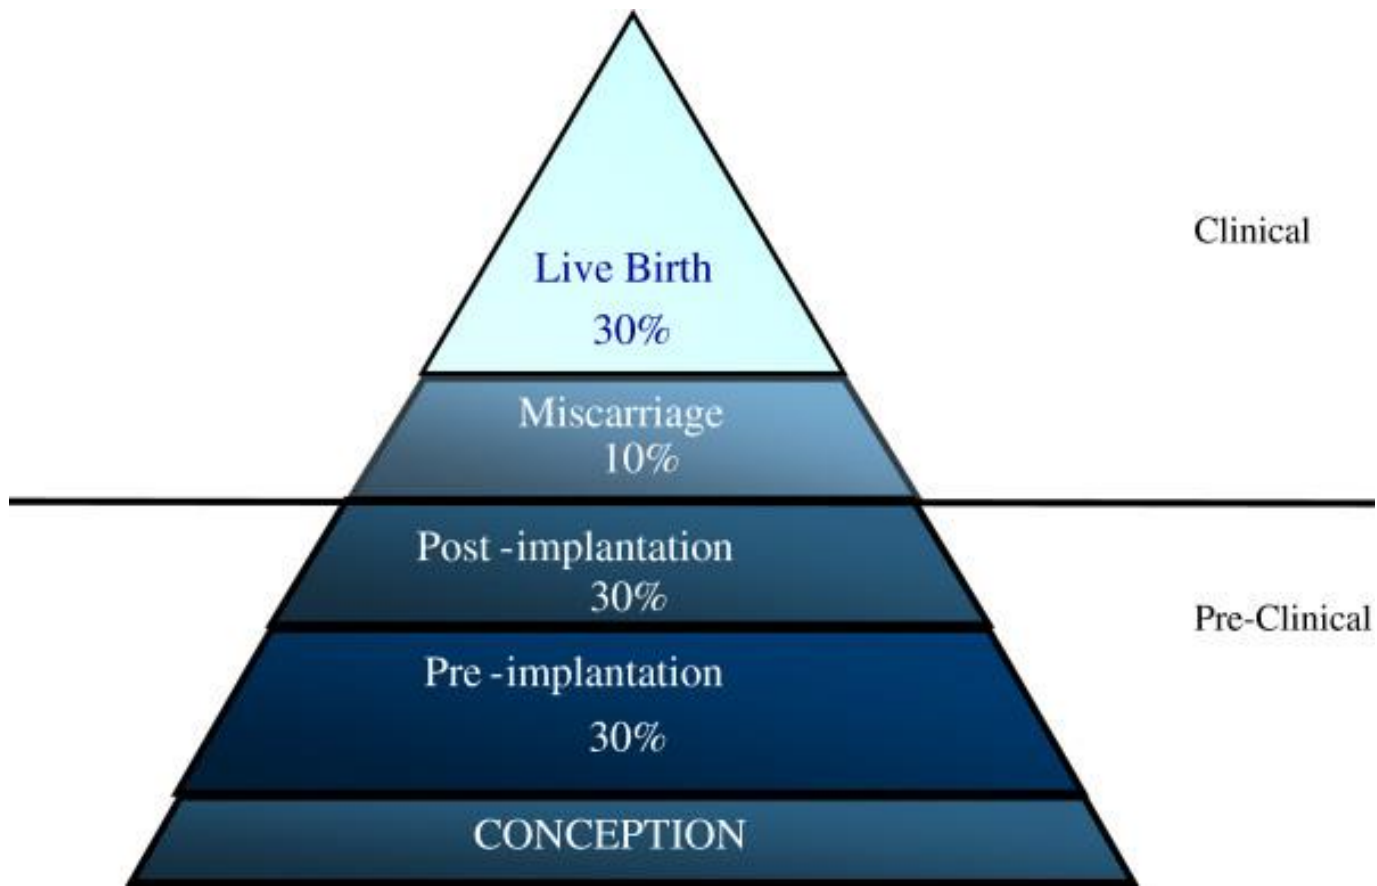 Clinical
Live Birth
30%
Miscarriage
10%
Post -implantation
30%
Pre-Clinical
Pre -implantation
30%
CONCEPTION